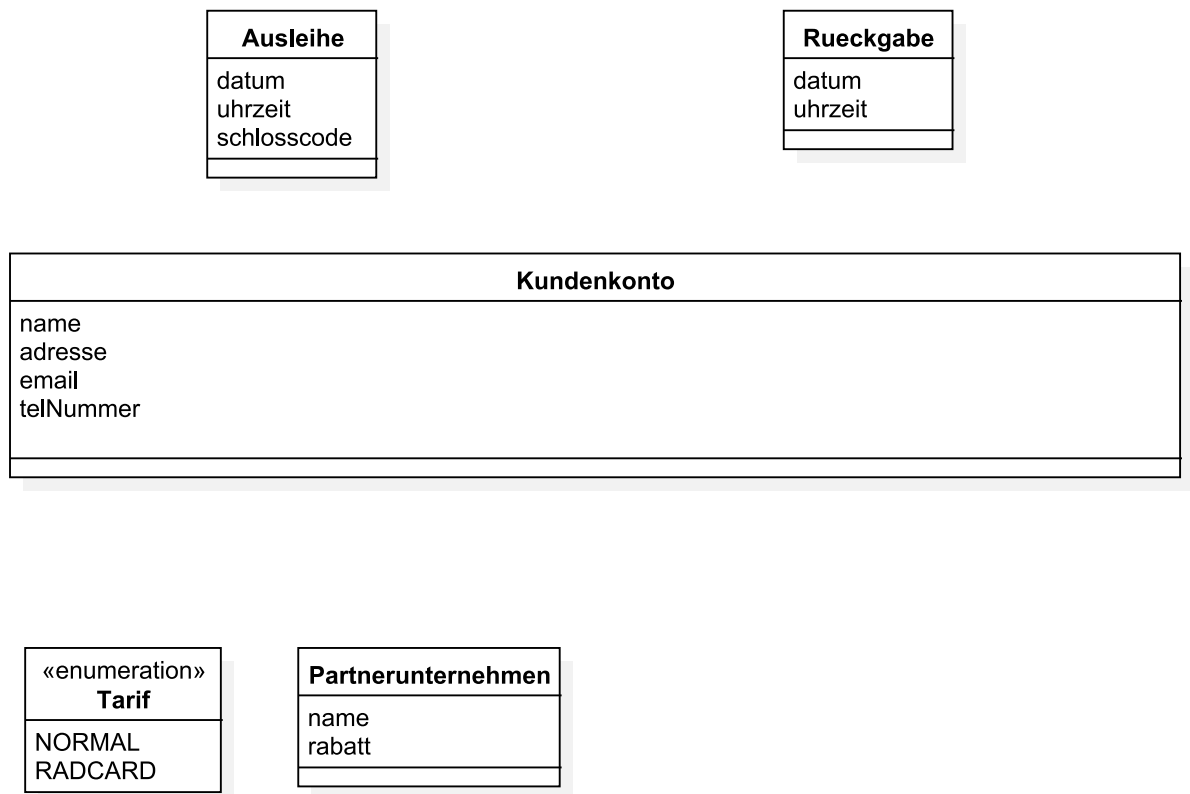 Ausleihe
datum
uhrzeit
schlosscode
Rueckgabe
datum
uhrzeit
Kundenkonto
name
adresse
email
telNummer
«enumeration»
Tarif
NORMAL
RADCARD
Partnerunternehmen
name
rabatt